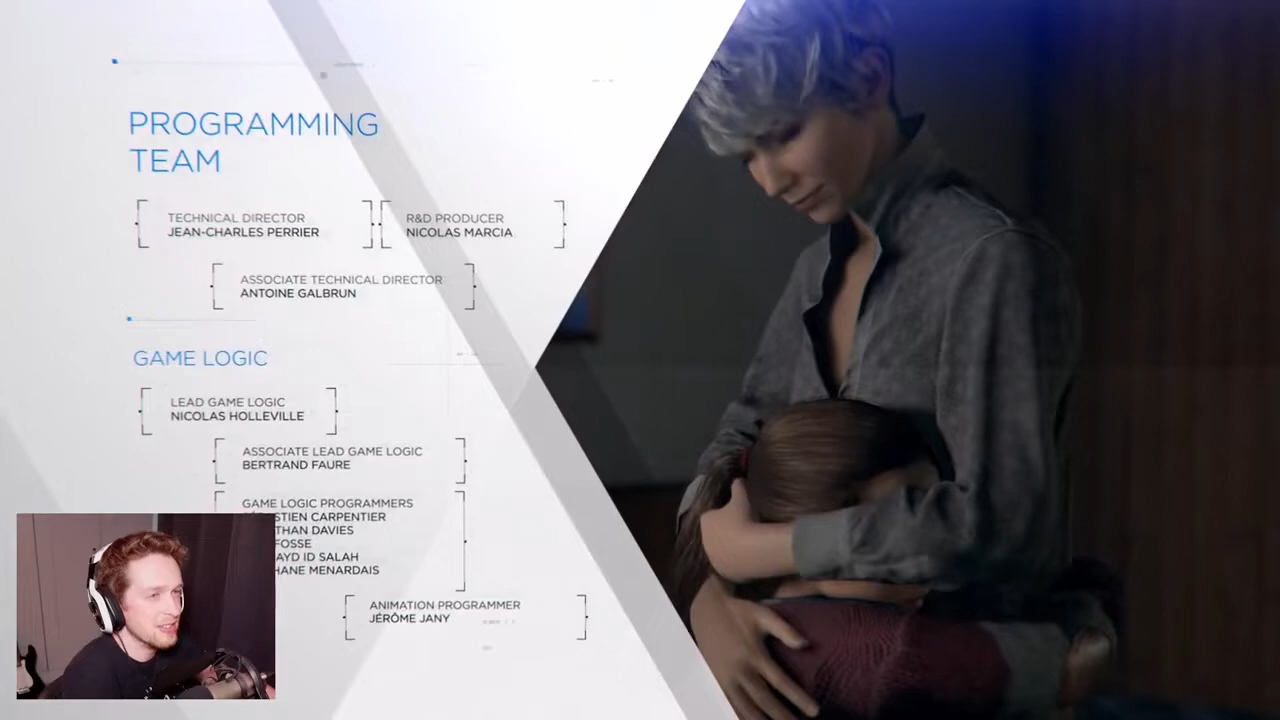 PROGRAMMING
TEAM
TECHNICAL DIRECTOR
JEAN-CHARLES PERRIER
R&D PRODUCER
NICOLAS MARCIA
ASSOCIATE TECHNICAL DIRECTOR
ANTOINE GALBRUN
GAME LOGIC
LEAD GAME LOGIC
NICOLAS HOLLEVILLE
ASSOCIATE LEAD GAME LOGIC
BERTRAND FAURE
GAME LOGIC PROGRAMMERS
CARPENTIER
DAVIES
FOSSE
ID SALAH
MENARDAIS
ANIMATION PROGRAMMER
JÉRÔME JANY